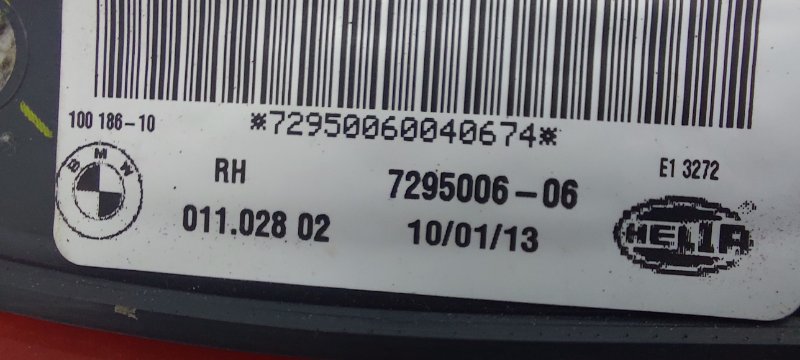 *72950060040674*
100 186-10
BMW
RH
7295006-06
E1 3272
011.028 02
10/01/13
HELLA